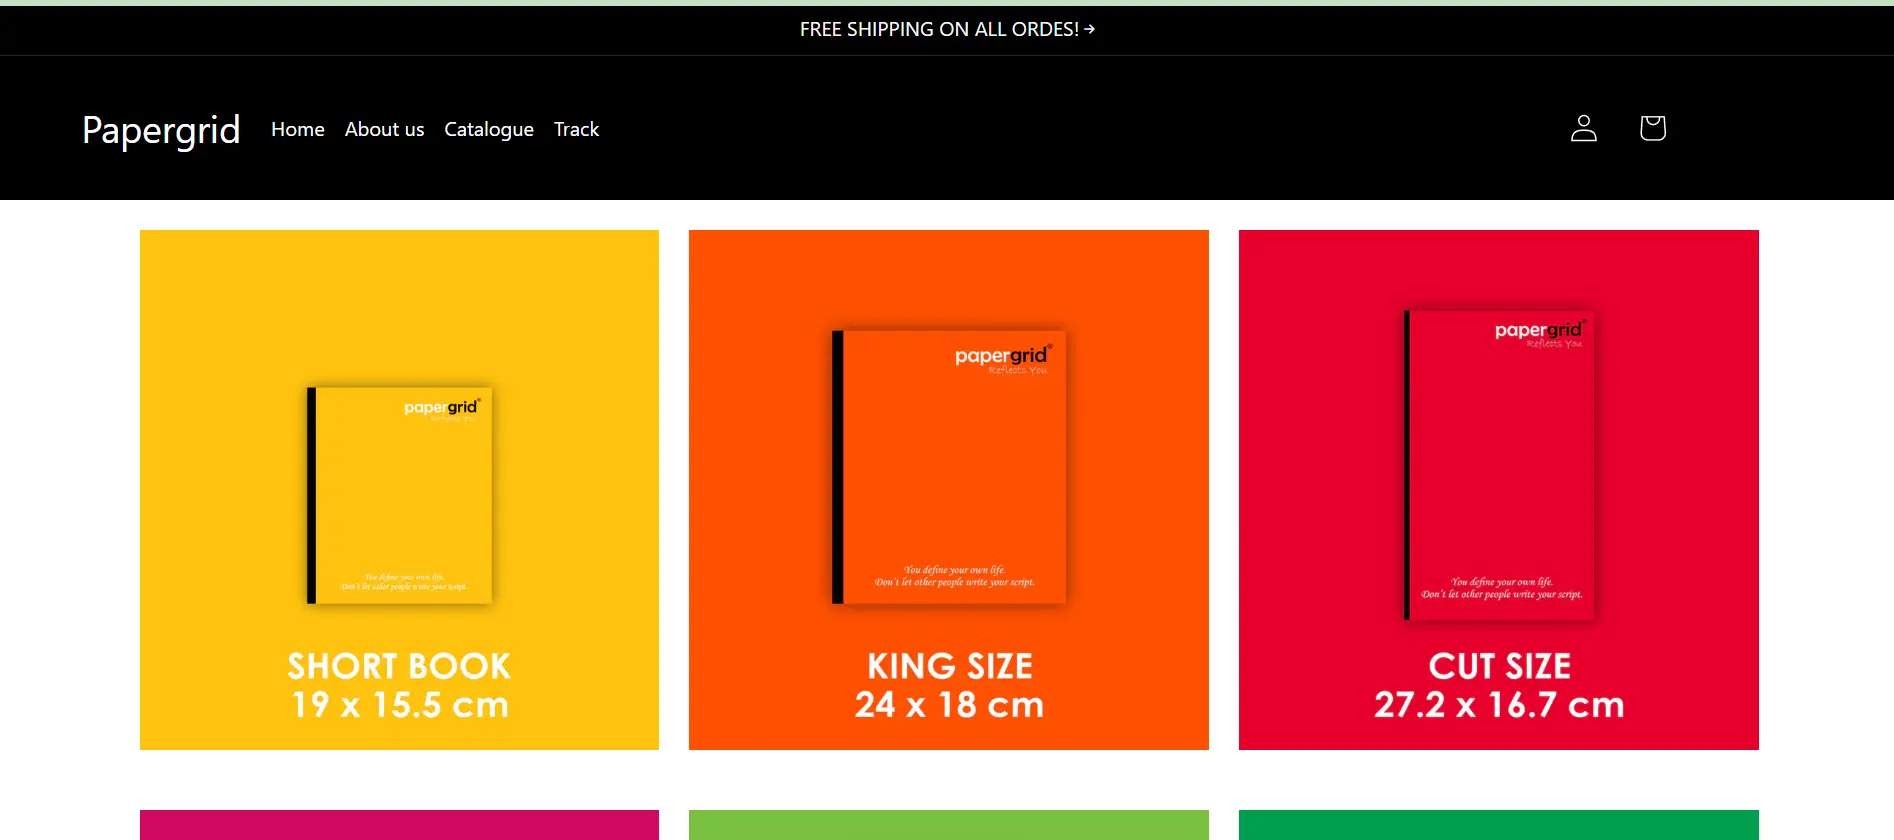 FREE SHIPPING ON ALL ORDES! →
Papergrid
Home About us Catalogue Track
papergrid®
Reflects You
You define your own life.
Don't let other people write your script.
SHORT BOOK
19 x 15.5 cm
papergrid®
Reflects You
You define your own life.
Don't let other people write your script.
KING SIZE
24 x 18 cm
papergrid®
Reflects You
You define your own life.
Don't let other people write your script.
CUT SIZE
27.2 x 16.7 cm